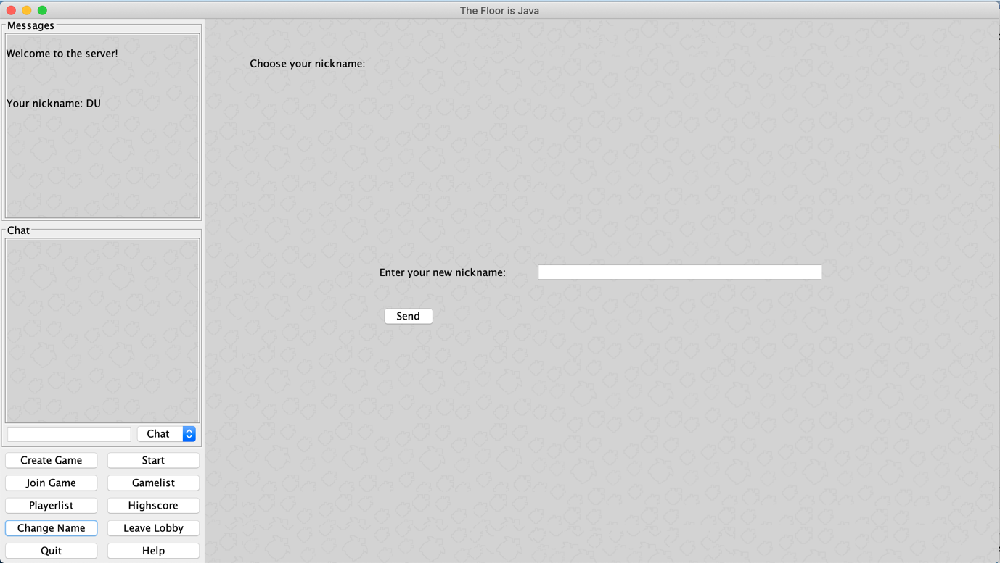 The Floor is Java
Messages
Welcome to the server!
Your nickname: DU
Chat
Chat
Create Game
Start
Join Game
Gamelist
Playerlist
Highscore
Change Name
Leave Lobby
Quit
Help
Choose your nickname:
Enter your new nickname:
Send